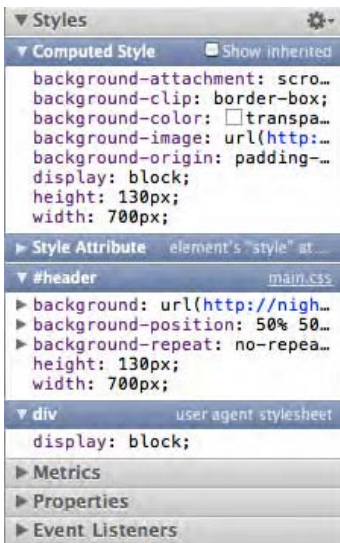 Styles
Computed Style Show inherited
background-attachment: scro…
background-clip: border-box;
background-color: transpa…
background-image: url(http:…
background-origin: padding-…
display: block;
height: 130px;
width: 700px;
Style Attribute element's "style" at …
#header main.css
background: url(http://nigh…
background-position: 50% 50…
background-repeat: no-repea…
height: 130px;
width: 700px;
div user agent stylesheet
display: block;
Metrics
Properties
Event Listeners